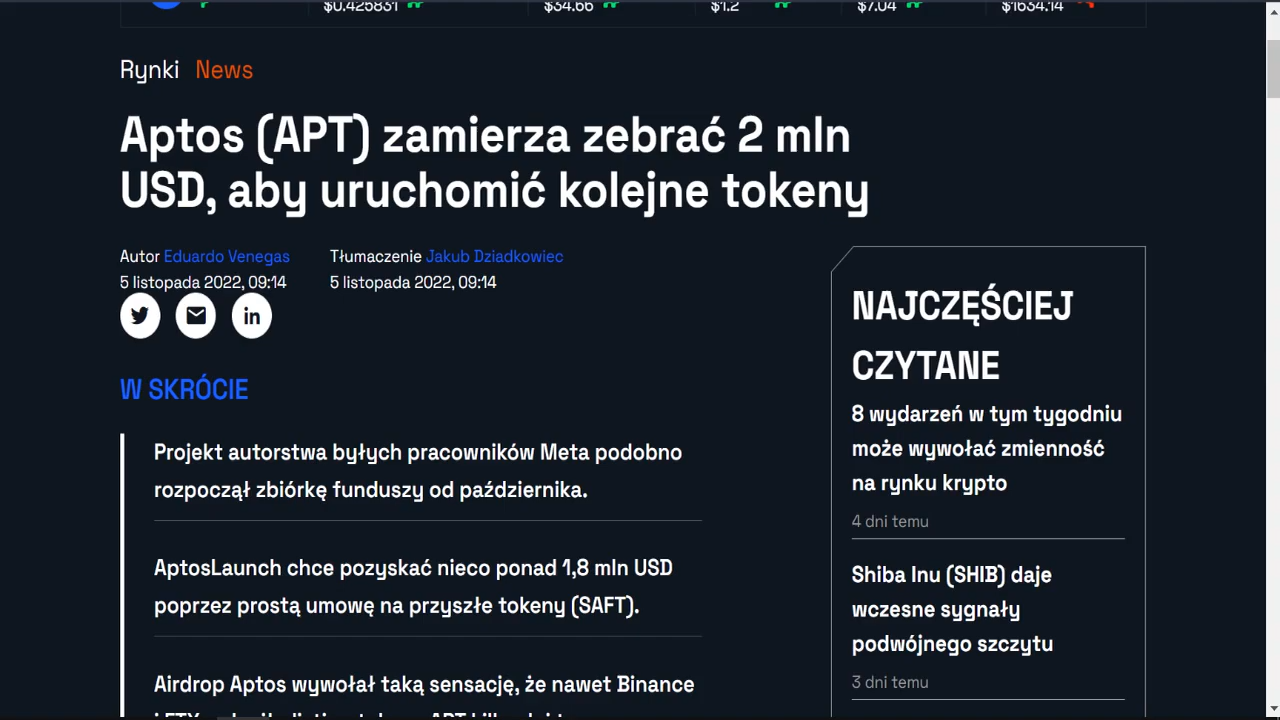 $0,425831 $34.66 $1.2 $7.04 $1634.14
Rynki News
Aptos (APT) zamierza zebrać 2 mln
USD, aby uruchomić kolejne tokeny
Autor Eduardo Venegas
5 listopada 2022, 09:14
Tłumaczenie Jakub Dziadkowiec
5 listopada 2022, 09:14
W SKRÓCIE
Projekt autorstwa byłych pracowników Meta podobno
rozpoczął zbiórkę funduszy od października.
AptosLaunch chce pozyskać nieco ponad 1,8 mln USD
poprzez prostą umowę na przyszłe tokeny (SAFT).
Airdrop Aptos wywołał taką sensację, że nawet Binance
NAJCZĘŚCIEJ
CZYTANE
8 wydarzeń w tym tygodniu
może wywołać zmienność
na rynku krypto
4 dni temu
Shiba Inu (SHIB) daje
wczesne sygnały
podwójnego szczytu
3 dni temu